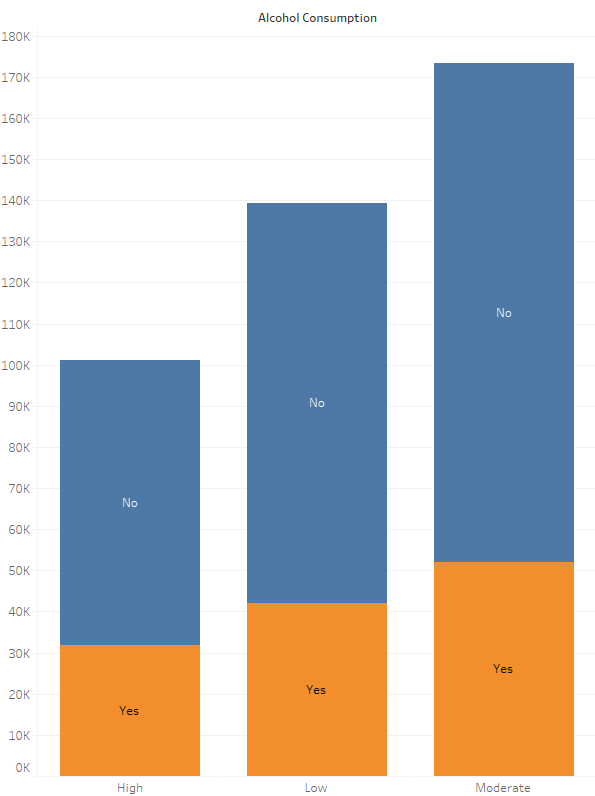 Alcohol Consumption
180K
170K
160K
150K
140K
130K
120K
110K
100K
90K
80K
70K
60K
50K
40K
30K
20K
10K
0K
No
No
No
Yes
Yes
Yes
High
Low
Moderate